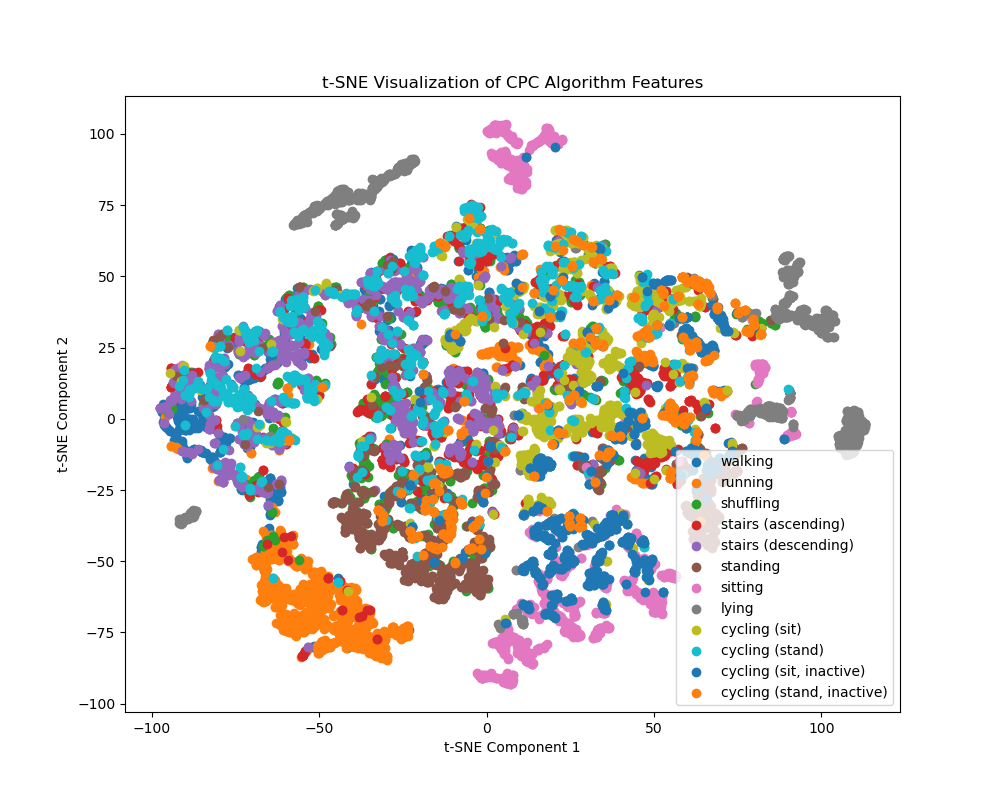 t-SNE Visualization of CPC Algorithm Features
100
75
50
25
0
−25
−50
−75
−100
t-SNE Component 2
walking
running
shuffling
stairs (ascending)
stairs (descending)
standing
sitting
lying
cycling (sit)
cycling (stand)
cycling (sit, inactive)
cycling (stand, inactive)
−100
−50
0
50
100
t-SNE Component 1